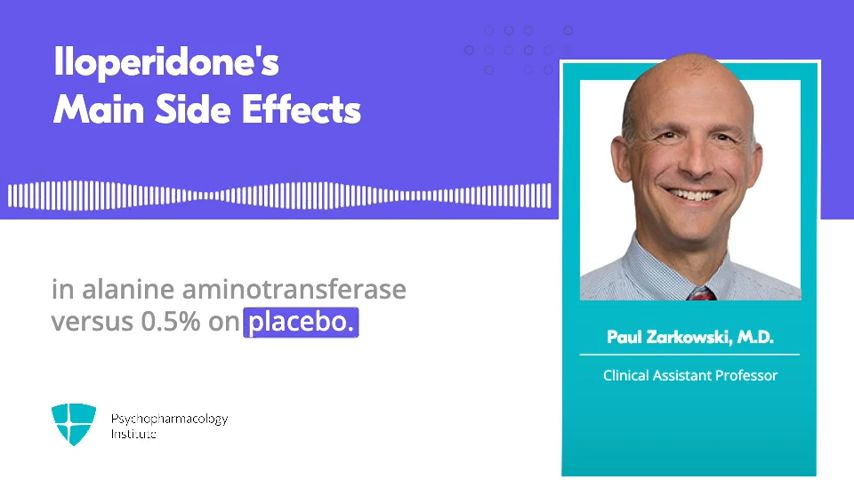 Iloperidone's
Main Side Effects
in alanine aminotransferase
versus 0.5% on placebo.
Paul Zarkowski, M.D.
Clinical Assistant Professor
Psychopharmacology
Institute